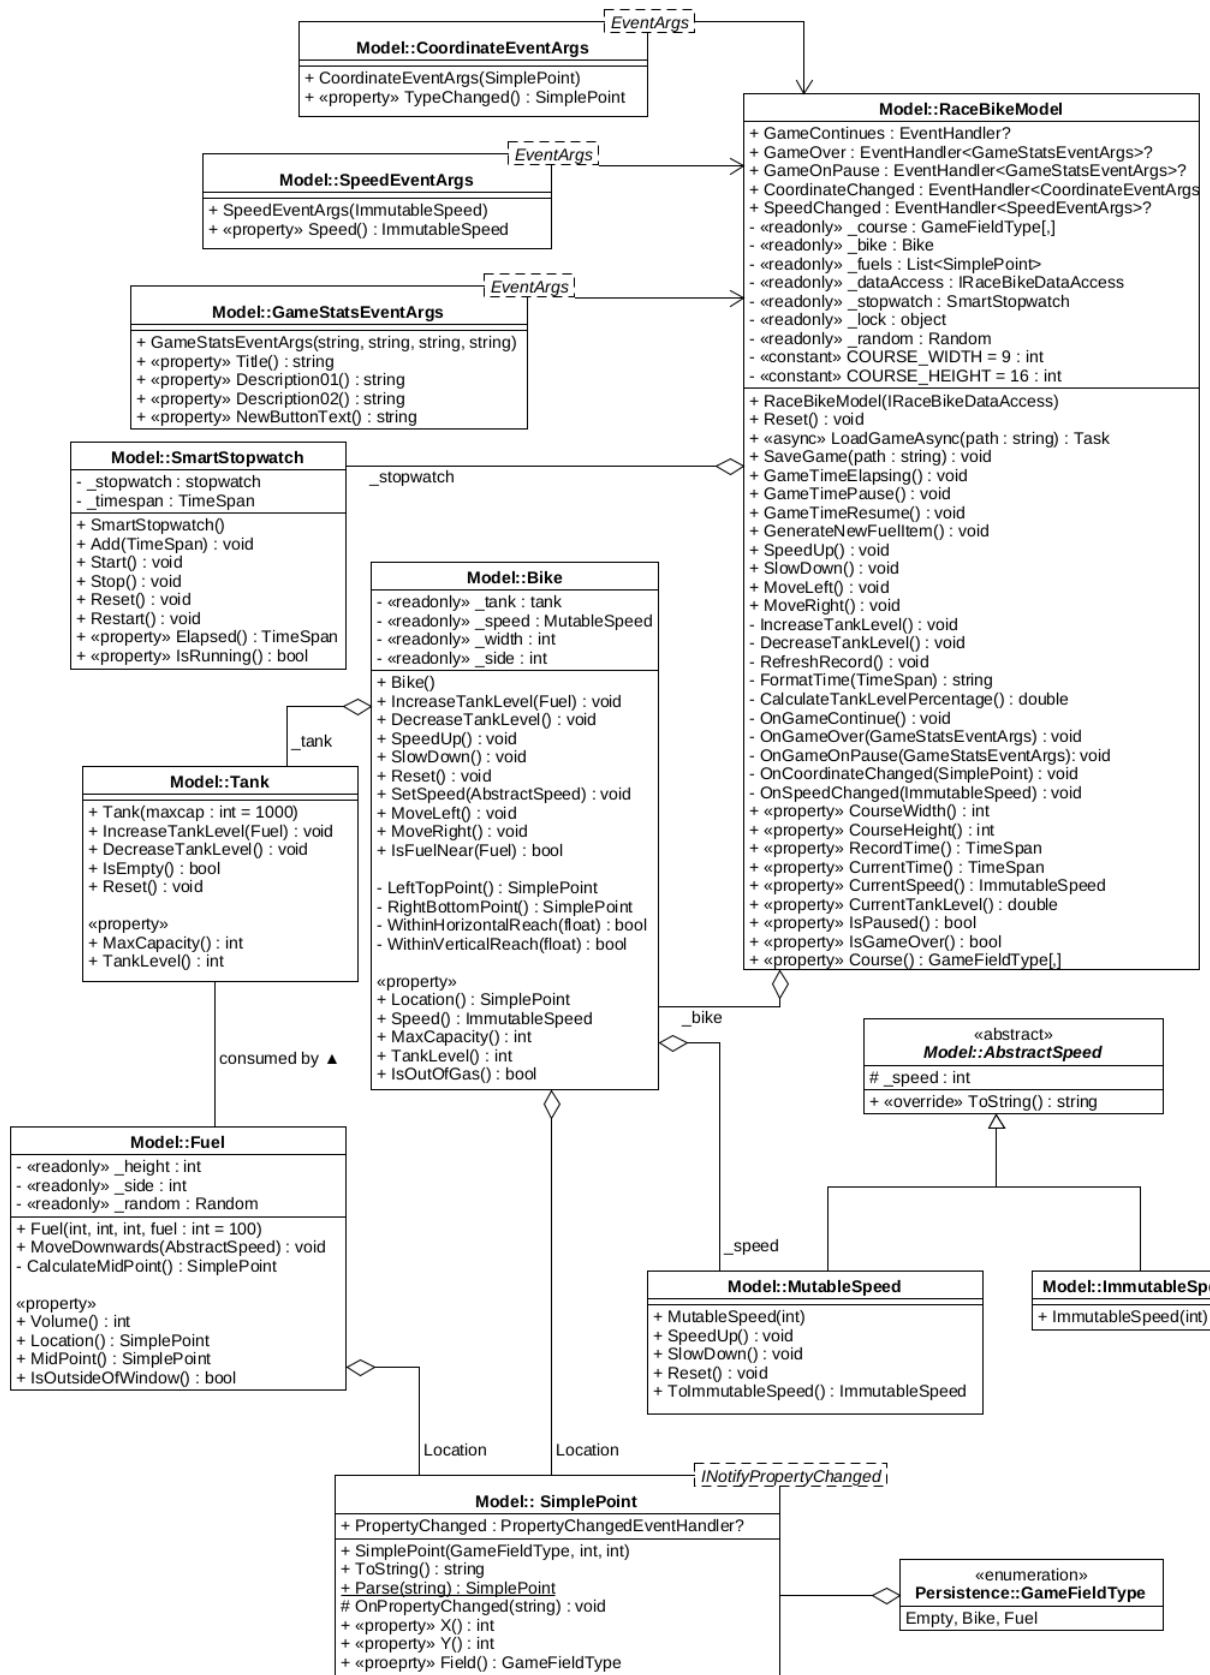 EventArgs
Model::CoordinateEventArgs
+ CoordinateEventArgs(SimplePoint)
+ «property» TypeChanged() : SimplePoint
EventArgs
Model::SpeedEventArgs
+ SpeedEventArgs(ImmutableSpeed)
+ «property» Speed() : ImmutableSpeed
EventArgs
Model::GameStatsEventArgs
+ GameStatsEventArgs(string, string, string, string)
+ «property» Title() : string
+ «property» Description01() : string
+ «property» Description02() : string
+ «property» NewButtonText() : string
Model::RaceBikeModel
+ GameContinues : EventHandler?
+ GameOver : EventHandler<GameStatsEventArgs>?
+ GameOnPause : EventHandler<GameStatsEventArgs>?
+ CoordinateChanged : EventHandler<CoordinateEventArgs
+ SpeedChanged : EventHandler<SpeedEventArgs>?
- «readonly» _course : GameFieldType[,]
- «readonly» _bike : Bike
- «readonly» _fuels : List<SimplePoint>
- «readonly» _dataAccess : IRaceBikeDataAccess
- «readonly» _stopwatch : SmartStopwatch
- «readonly» _lock : object
- «readonly» _random : Random
- «constant» COURSE_WIDTH = 9 : int
- «constant» COURSE_HEIGHT = 16 : int
+ RaceBikeModel(IRaceBikeDataAccess)
+ Reset() : void
+ «async» LoadGameAsync(path : string) : Task
+ SaveGame(path : string) : void
+ GameTimeElapsing() : void
+ GameTimePause() : void
+ GameTimeResume() : void
+ GenerateNewFuelItem() : void
+ SpeedUp() : void
+ SlowDown() : void
+ MoveLeft() : void
+ MoveRight() : void
- IncreaseTankLevel() : void
- DecreaseTankLevel() : void
- RefreshRecord() : void
- FormatTime(TimeSpan) : string
- CalculateTankLevelPercentage() : double
- OnGameContinue() : void
- OnGameOver(GameStatsEventArgs) : void
- OnGameOnPause(GameStatsEventArgs): void
- OnCoordinateChanged(SimplePoint) : void
- OnSpeedChanged(ImmutableSpeed) : void
+ «property» CourseWidth() : int
+ «property» CourseHeight() : int
+ «property» RecordTime() : TimeSpan
+ «property» CurrentTime() : TimeSpan
+ «property» CurrentSpeed() : ImmutableSpeed
+ «property» CurrentTankLevel() : double
+ «property» IsPaused() : bool
+ «property» IsGameOver() : bool
+ «property» Course() : GameFieldType[,]
Model::SmartStopwatch
- _stopwatch : stopwatch
- _timespan : TimeSpan
+ SmartStopwatch()
+ Add(TimeSpan) : void
+ Start() : void
+ Stop() : void
+ Reset() : void
+ Restart() : void
+ «property» Elapsed() : TimeSpan
+ «property» IsRunning() : bool
_stopwatch
Model::Bike
- «readonly» _tank : tank
- «readonly» _speed : MutableSpeed
- «readonly» _width : int
- «readonly» _side : int
+ Bike()
+ IncreaseTankLevel(Fuel) : void
+ DecreaseTankLevel() : void
+ SpeedUp() : void
+ SlowDown() : void
+ Reset() : void
+ SetSpeed(AbstractSpeed) : void
+ MoveLeft() : void
+ MoveRight() : void
+ IsFuelNear(Fuel) : bool
- LeftTopPoint() : SimplePoint
- RightBottomPoint() : SimplePoint
- WithinHorizontalReach(float) : bool
- WithinVerticalReach(float) : bool
«property»
+ Location() : SimplePoint
+ Speed() : ImmutableSpeed
+ MaxCapacity() : int
+ TankLevel() : int
+ IsOutOfGas() : bool
_tank
Model::Tank
+ Tank(maxcap : int = 1000)
+ IncreaseTankLevel(Fuel) : void
+ DecreaseTankLevel() : void
+ IsEmpty() : bool
+ Reset() : void
«property»
+ MaxCapacity() : int
+ TankLevel() : int
_bike
consumed by ▲
«abstract»
Model::AbstractSpeed
# _speed : int
+ «override» ToString() : string
Model::Fuel
- «readonly» _height : int
- «readonly» _side : int
- «readonly» _random : Random
+ Fuel(int, int, int, fuel : int = 100)
+ MoveDownwards(AbstractSpeed) : void
- CalculateMidPoint() : SimplePoint
«property»
+ Volume() : int
+ Location() : SimplePoint
+ MidPoint() : SimplePoint
+ IsOutsideOfWindow() : bool
_speed
Model::MutableSpeed
+ MutableSpeed(int)
+ SpeedUp() : void
+ SlowDown() : void
+ Reset() : void
+ ToImmutableSpeed() : ImmutableSpeed
Model::ImmutableSp
+ ImmutableSpeed(int)
Location
Location
INotifyPropertyChanged
Model:: SimplePoint
+ PropertyChanged : PropertyChangedEventHandler?
+ SimplePoint(GameFieldType, int, int)
+ ToString() : string
+ Parse(string) : SimplePoint
# OnPropertyChanged(string) : void
+ «property» X() : int
+ «property» Y() : int
+ «proeprty» Field() : GameFieldType
«enumeration»
Persistence::GameFieldType
Empty, Bike, Fuel